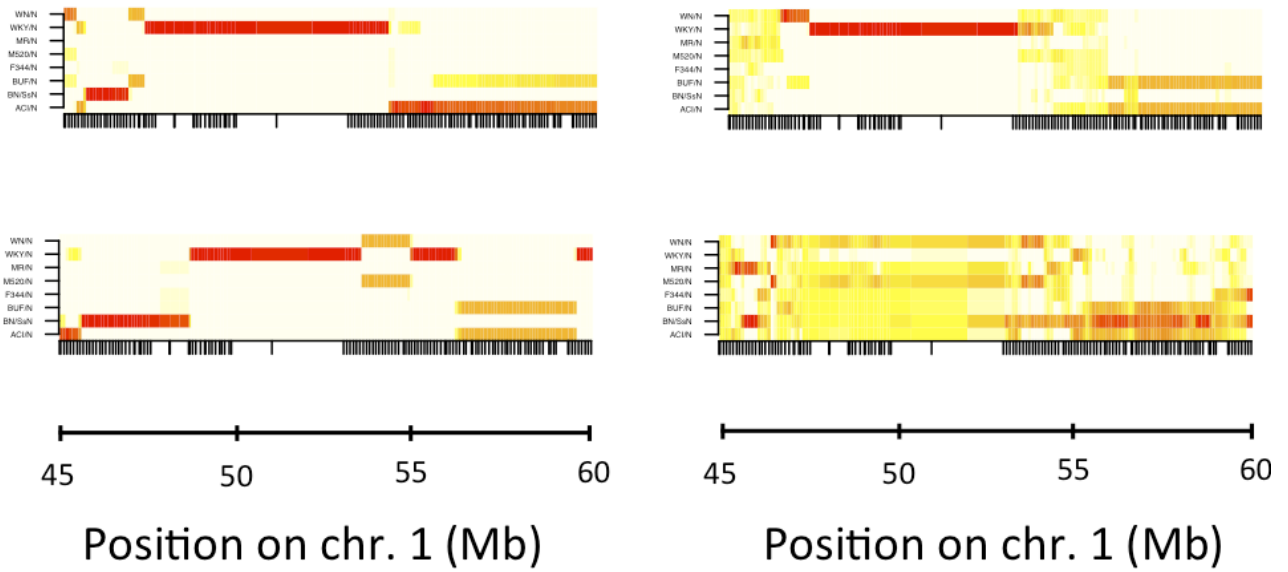 WN/N
WKY/N
MR/N
M520/N
F344/N
BUF/N
BN/SsN
ACI/N
WN/N
WKY/N
MR/N
M520/N
F344/N
BUF/N
BN/SsN
ACI/N
WN/N
WKY/N
MR/N
M520/N
F344/N
BUF/N
BN/SsN
ACI/N
WN/N
WKY/N
MR/N
M520/N
F344/N
BUF/N
BN/SsN
ACI/N
45 50 55 60
45 50 55 60
Position on chr. 1 (Mb)
Position on chr. 1 (Mb)